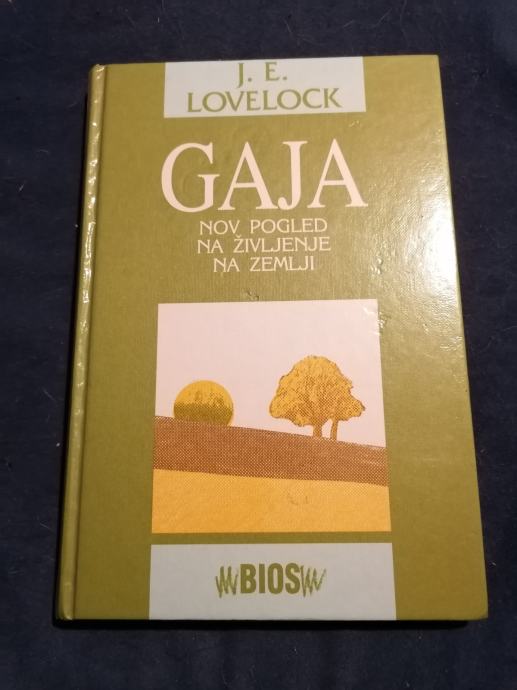 J. E.
LOVELOCK
GAJA
NOV POGLED
NA ŽIVLJENJE
NA ZEMLJI
BIOS